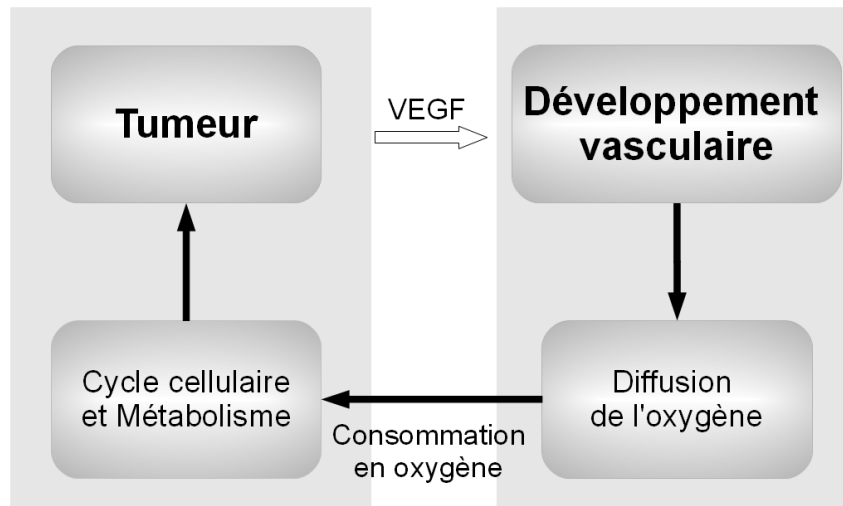 Tumeur
VEGF
Développement
vasculaire
Cycle cellulaire
et Métabolisme
Consommation
en oxygène
Diffusion
de l'oxygène